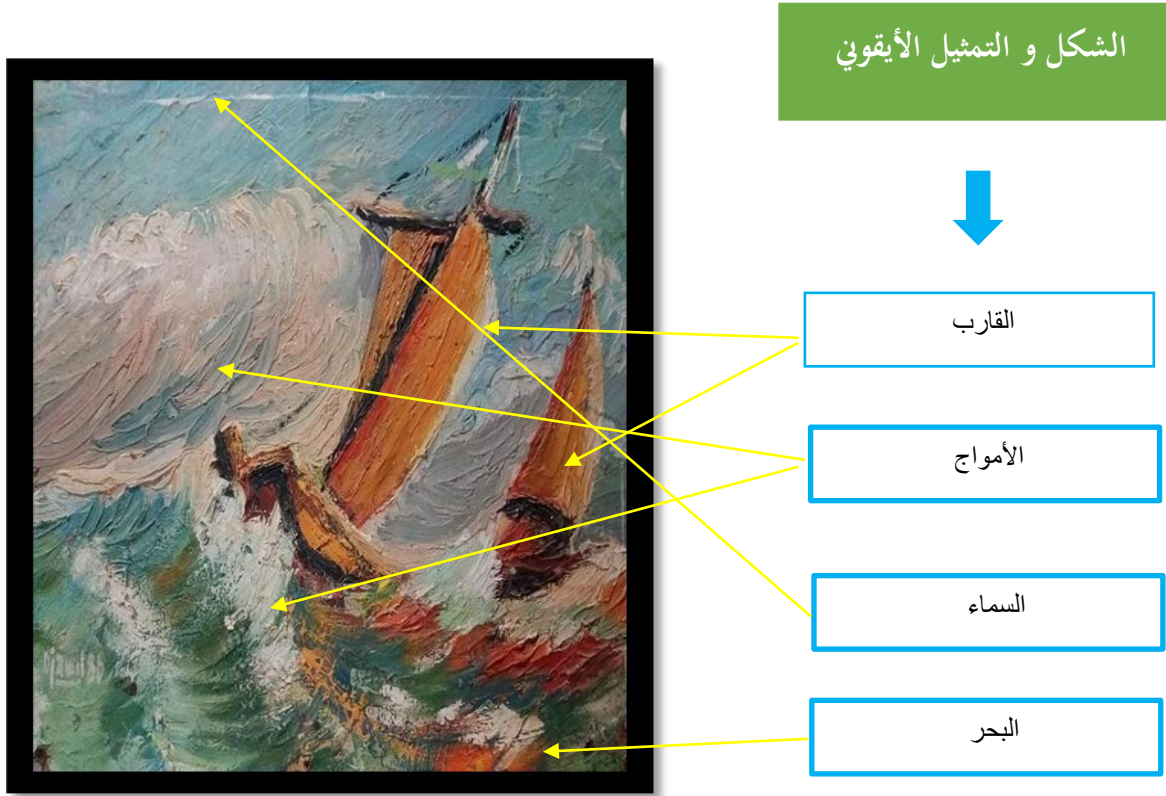 الشكل و التمثيل الأيقوني
القارب
الأمواج
السماء
البحر